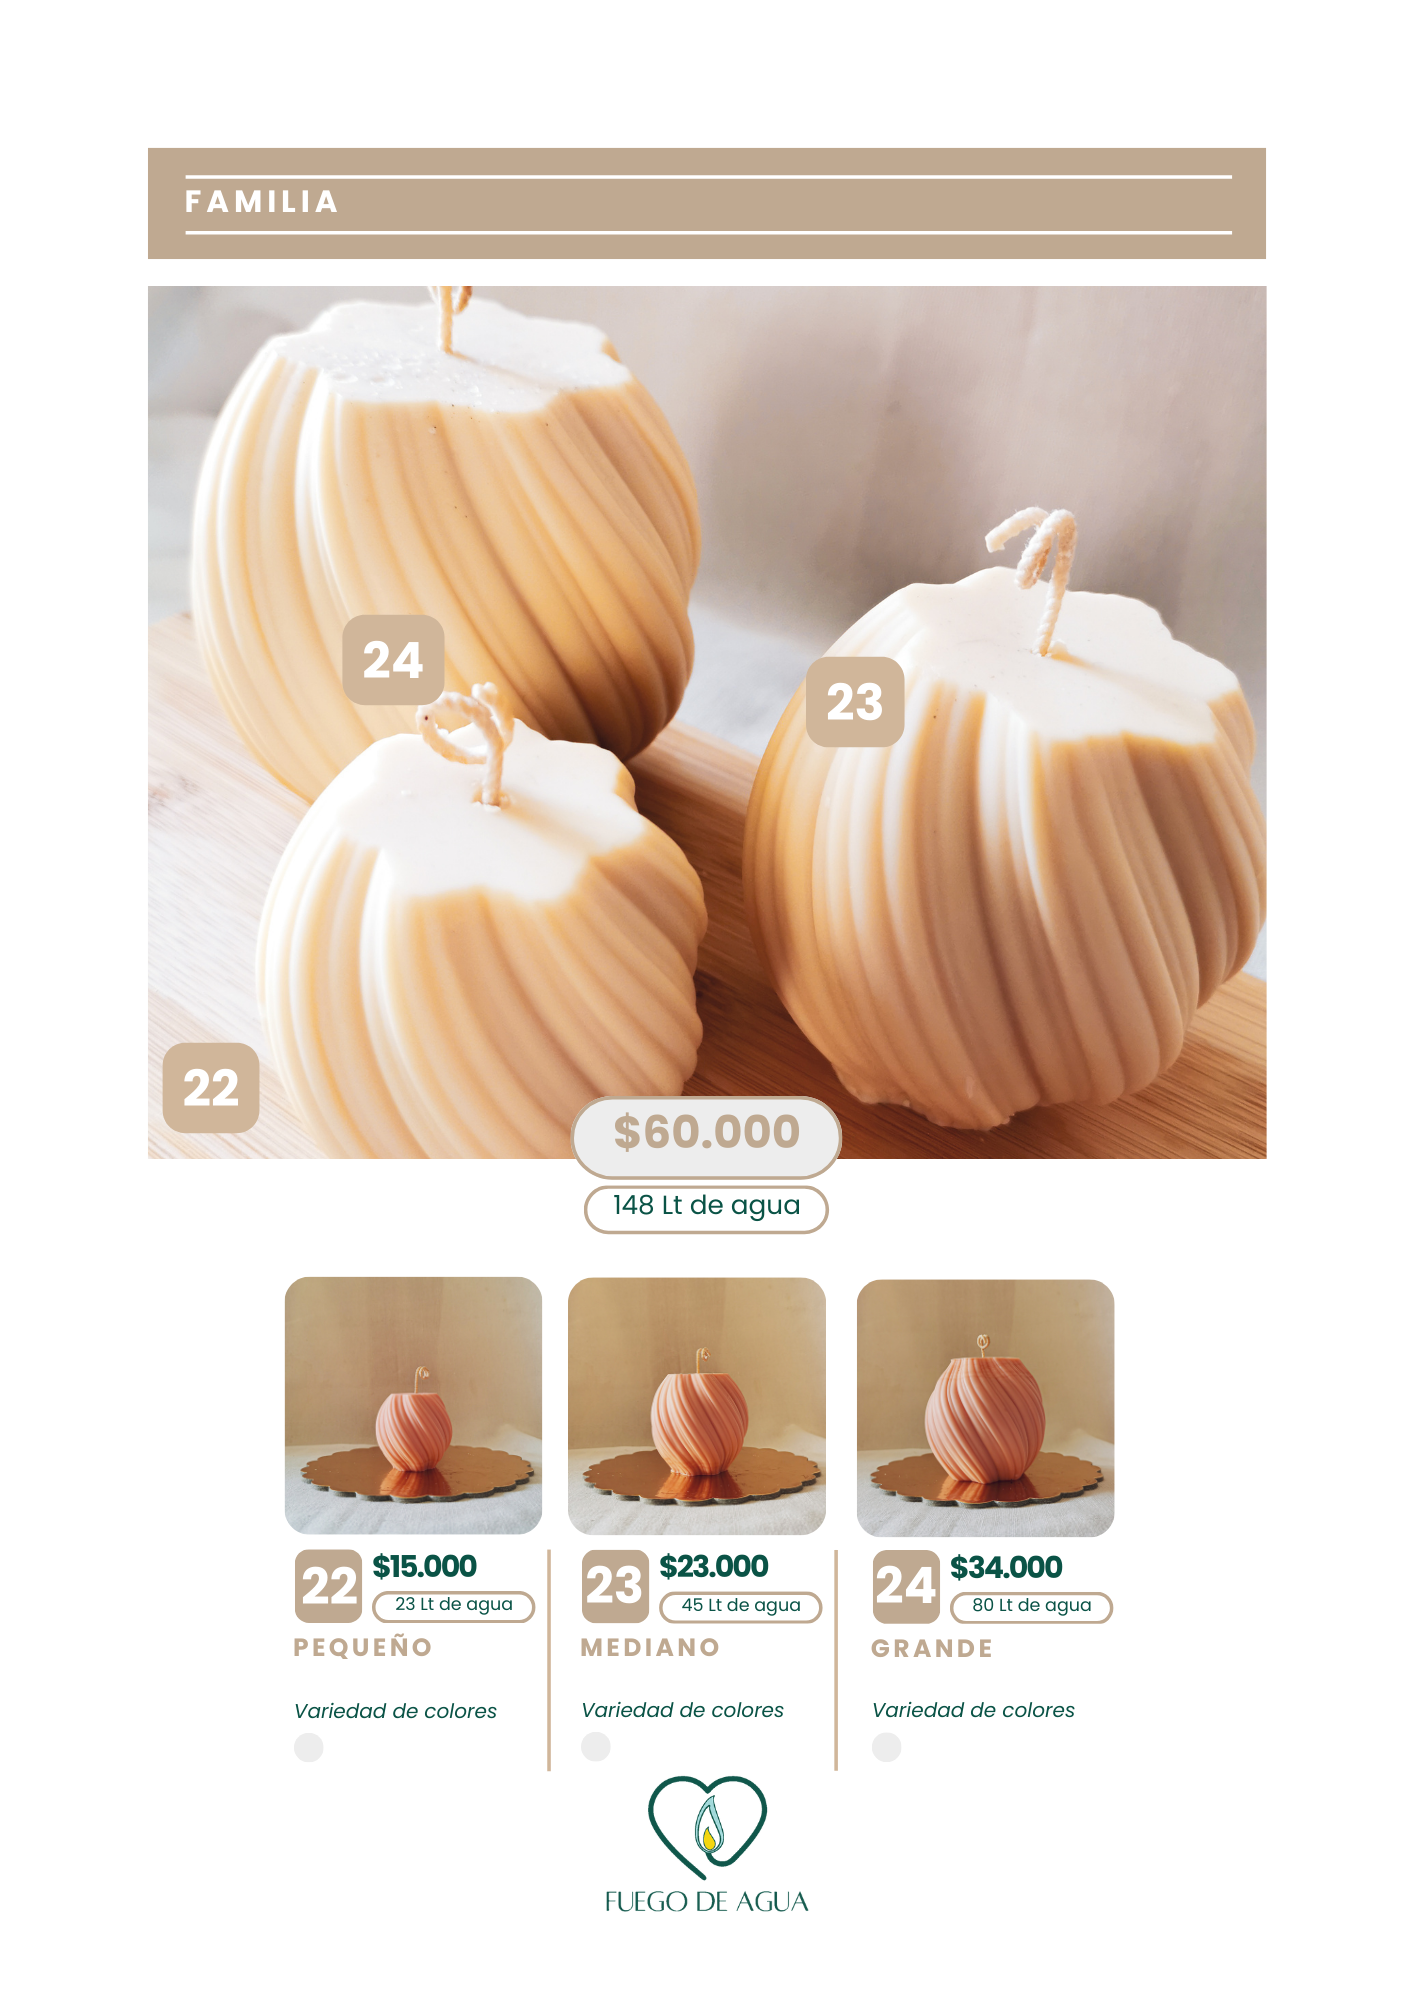 FAMILIA
24
23
22
$60.000
148 Lt de agua
22
$15.000
23 Lt de agua
PEQUEÑO
Variedad de colores
23
$23.000
45 Lt de agua
MEDIANO
Variedad de colores
24
$34.000
80 Lt de agua
GRANDE
Variedad de colores
FUEGO DE AGUA